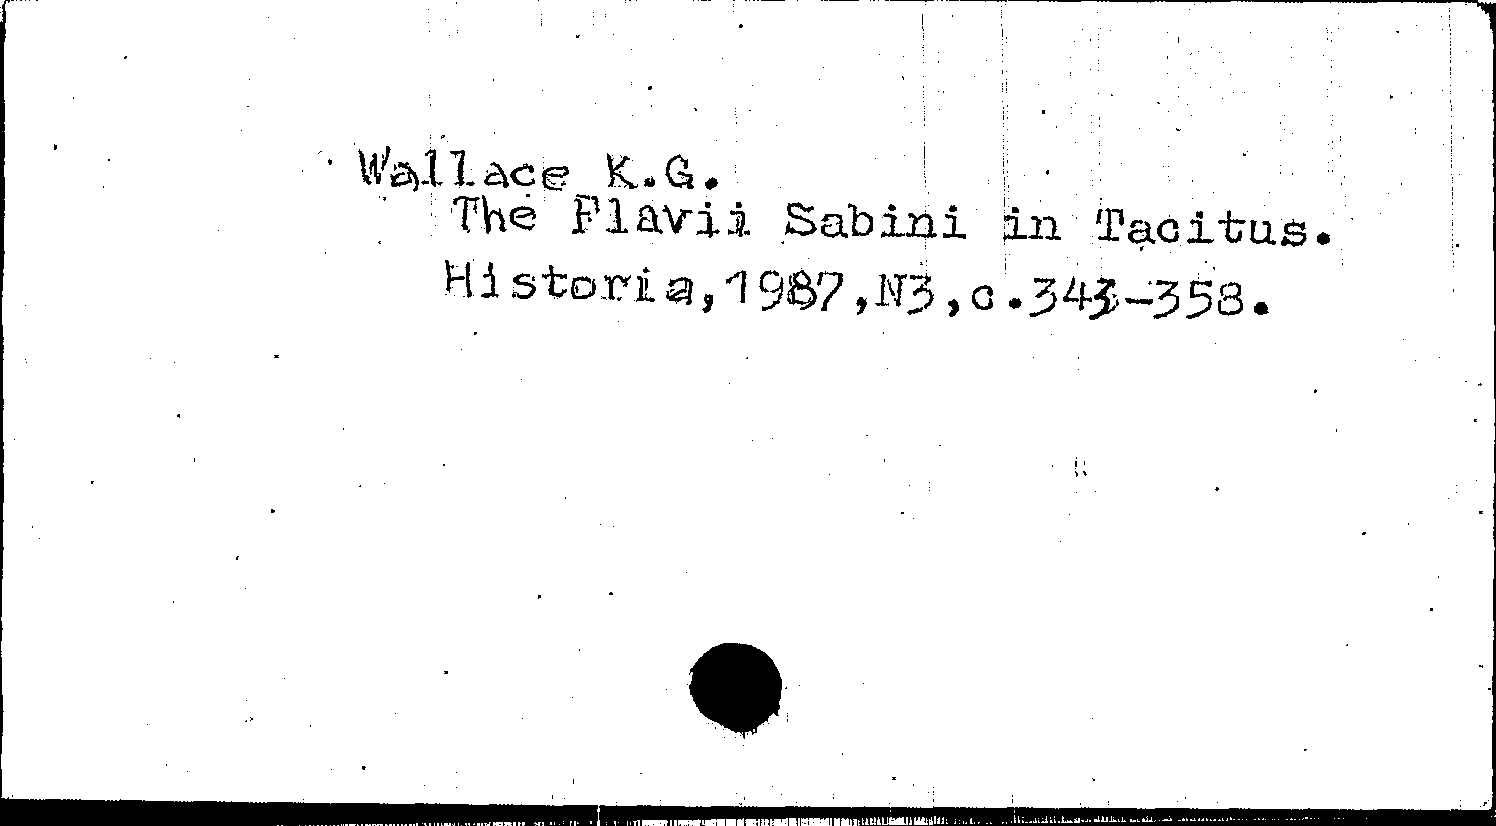 Wallace K.G.
The Flavii Sabini in Tacitus.
Historia,1987,N3,c.343-358.